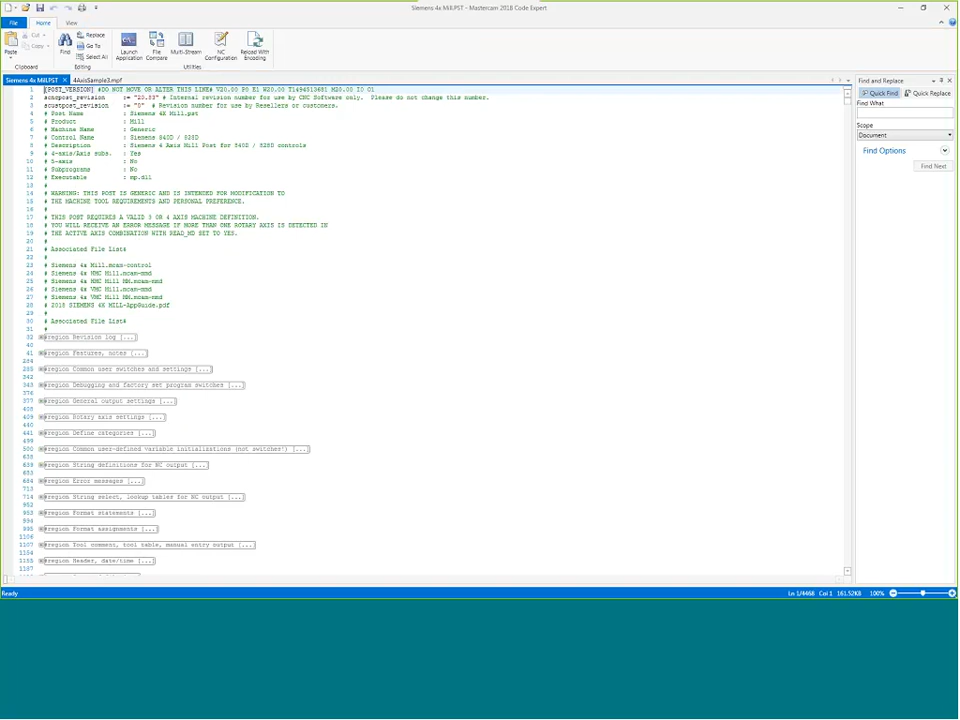 Siemens 4x Mill.PST - Mastercam 2018 Code Expert
File Home View
Paste
Cut
Copy
Clipboard
Find
Replace
Go To
Select All
Editing
Launch Application
File Compare
Multi-Stream
NC Configuration
Reload With Encoding
Utilities
Siemens 4x Mill.PST 4AxisSample3.mpf
1 [POST_VERSION] #DO NOT MOVE OR ALTER THIS LINE# V20.00 P0 E1 W20.00 T1494513681 M20.00 I0 O1
2 scncpost_revision := "20.83" # Internal revision number for use by CNC Software only. Please do not change this number.
3 scustpost_revision := "0" # Revision number for use by Resellers or customers.
4 # Post Name : Siemens 4X Mill.pst
5 # Product : Mill
6 # Machine Name : Generic
7 # Control Name : Siemens 840D / 828D
8 # Description : Siemens 4 Axis Mill Post for 840D / 828D controls
9 # 4-axis/Axis subs. : Yes
10 # 5-axis : No
11 # Subprograms : No
12 # Executable : mp.dll
13 #
14 # WARNING: THIS POST IS GENERIC AND IS INTENDED FOR MODIFICATION TO
15 # THE MACHINE TOOL REQUIREMENTS AND PERSONAL PREFERENCE.
16 #
17 # THIS POST REQUIRES A VALID 3 OR 4 AXIS MACHINE DEFINITION.
18 # YOU WILL RECEIVE AN ERROR MESSAGE IF MORE THAN ONE ROTARY AXIS IS DETECTED IN
19 # THE ACTIVE AXIS COMBINATION WITH READ_MD SET TO YES.
20 #
21 # Associated File List#
22 #
23 # Siemens 4x Mill.mcam-control
24 # Siemens 4x HMC Mill.mcam-mmd
25 # Siemens 4x HMC Mill MM.mcam-mmd
26 # Siemens 4x VMC Mill.mcam-mmd
27 # Siemens 4x VMC Mill MM.mcam-mmd
28 # 2018 SIEMENS 4X MILL-AppGuide.pdf
29 #
30 # Associated File List#
31 #
32 #region Revision log [...]
40
41 #region Features, notes [...]
284
285 #region Common user switches and settings [...]
342
343 #region Debugging and factory set program switches [...]
376
377 #region General output settings [...]
408
409 #region Rotary axis settings [...]
440
441 #region Define categories [...]
499
500 #region Common user-defined variable initializations (not switches!) [...]
638
639 #region String definitions for NC output [...]
683
684 #region Error messages [...]
713
714 #region String select, lookup tables for NC output [...]
952
953 #region Format statements [...]
994
995 #region Format assignments [...]
1106
1107 #region Tool comment, tool table, manual entry output [...]
1154
1155 #region Header, date/time [...]
1187
Find and Replace
Quick Find Quick Replace
Find What
Scope
Document
Find Options
Find Next
Ready Ln 1/4468 Col 1 161.52KB 100%